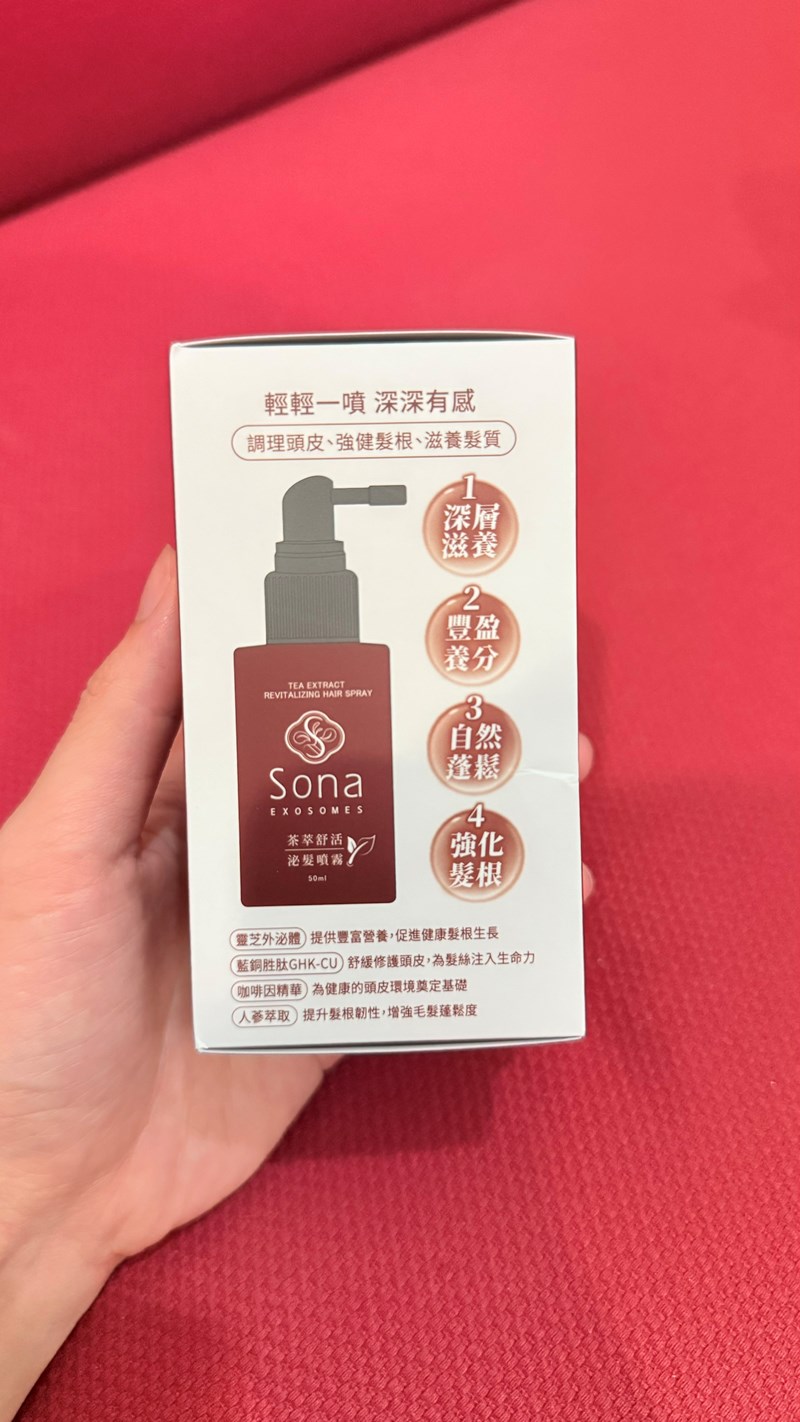 輕輕一噴 深深有感
調理頭皮、強健髮根、滋養髮質
1
深層
滋養
2
豐盈
養分
3
自然
蓬鬆
4
強化
髮根
TEA EXTRACT
REVITALIZING HAIR SPRAY
Sona
EXOSOMES
茶萃舒活
泌髮噴霧
50ml
靈芝外泌體 提供豐富營養,促進健康髮根生長
藍銅胜肽GHK-CU 舒緩修護頭皮,為髮絲注入生命力
咖啡因精華 為健康的頭皮環境奠定基礎
人蔘萃取 提升髮根韌性,增強毛髮蓬鬆度